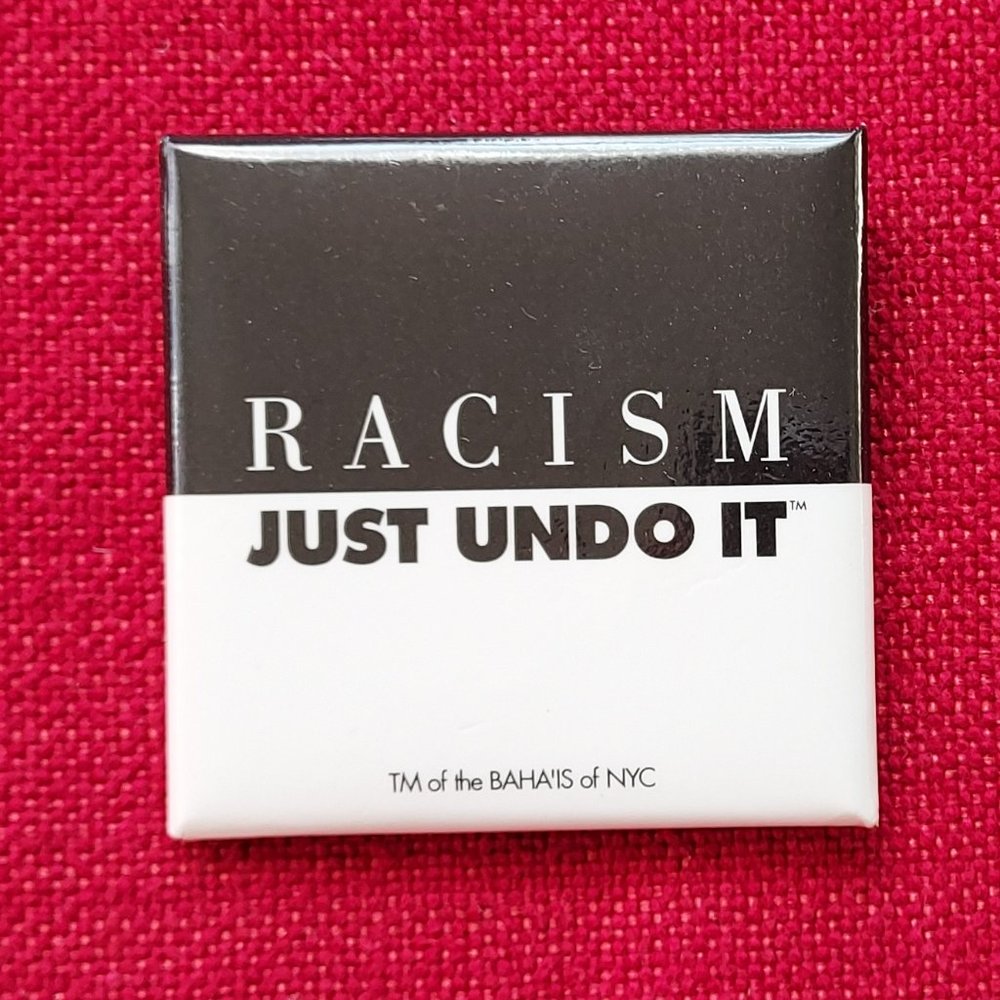 RACISM
JUST UNDO IT™
TM of the BAHA'IS of NYC